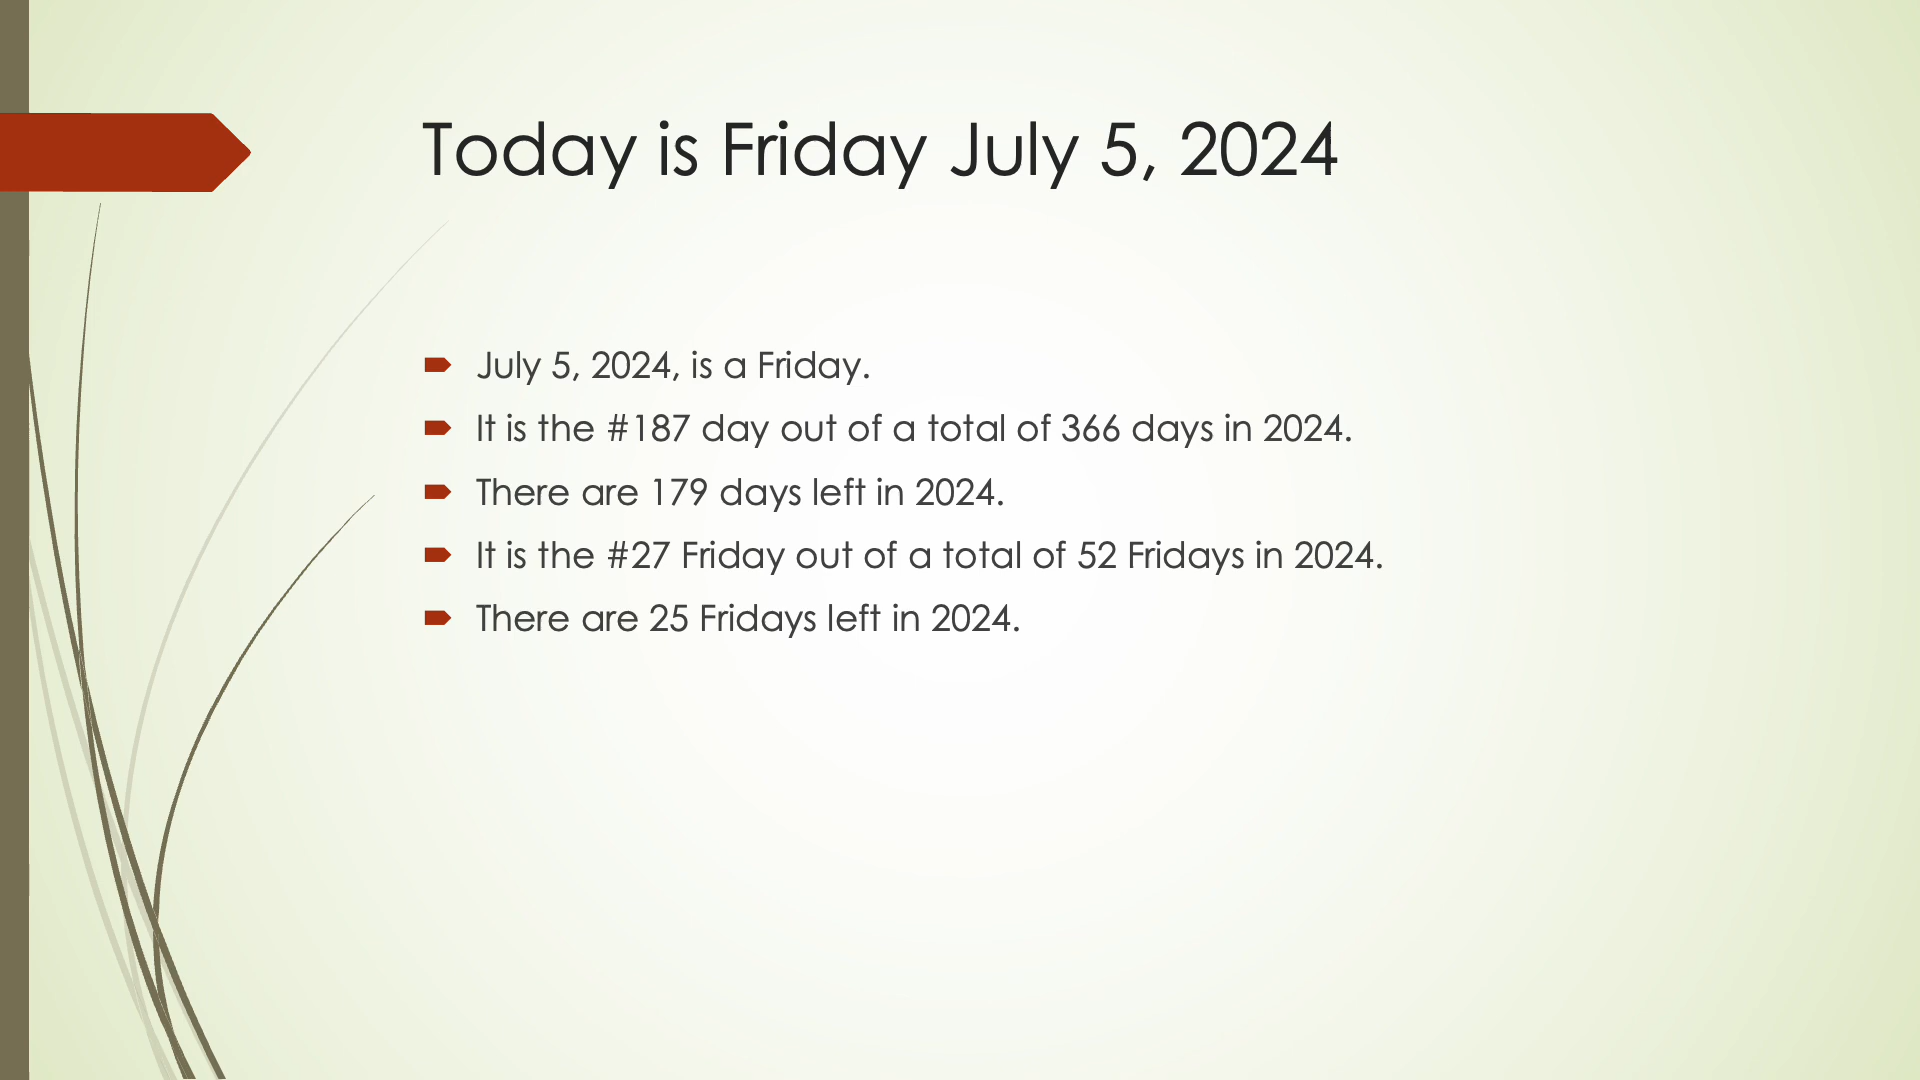 Today is Friday July 5, 2024
July 5, 2024, is a Friday.
It is the #187 day out of a total of 366 days in 2024.
There are 179 days left in 2024.
It is the #27 Friday out of a total of 52 Fridays in 2024.
There are 25 Fridays left in 2024.